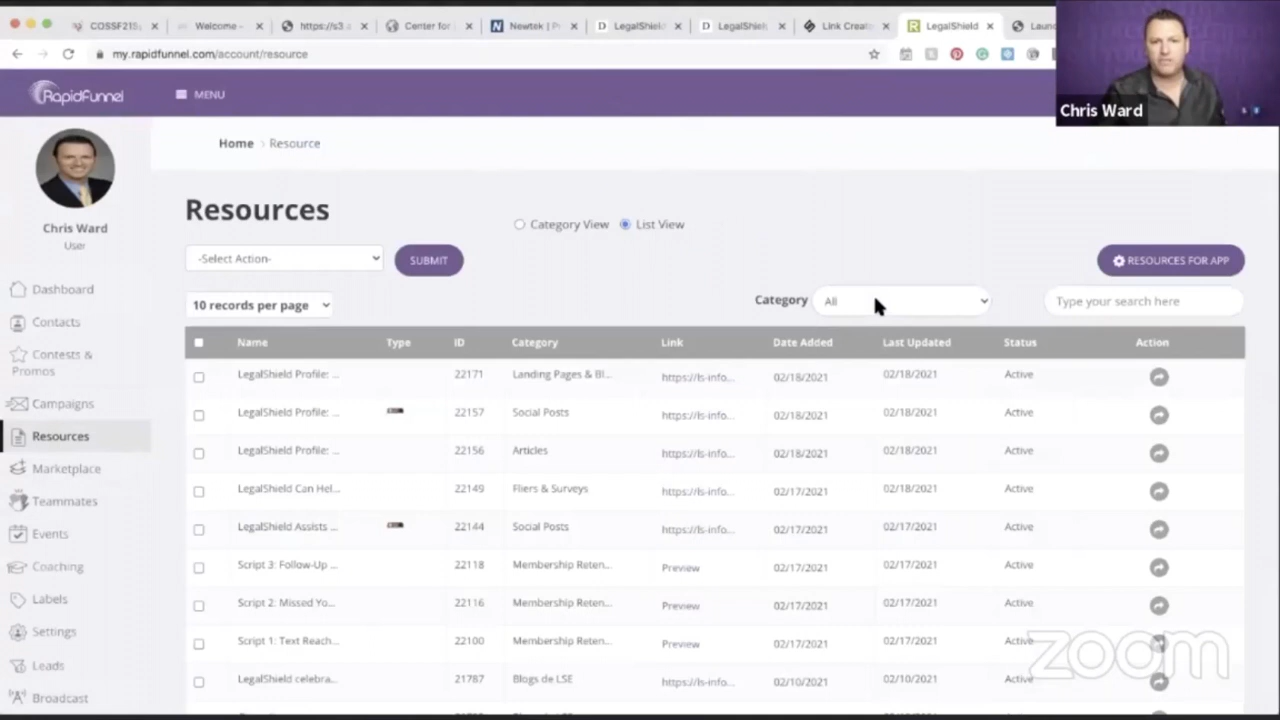 COSSF215
Welcome -
https://s3.a
Center for
Newtek | Pr
LegalShield
LegalShield
Link Creato
LegalShield
Laun
my.rapidfunnel.com/account/resource
RapidFunnel
MENU
Chris Ward
Home > Resource
Chris Ward
User
Resources
Category View
List View
-Select Action-
SUBMIT
RESOURCES FOR APP
10 records per page
Category
All
Type your search here
Dashboard
Contacts
Contests & Promos
Campaigns
Resources
Marketplace
Teammates
Events
Coaching
Labels
Settings
Leads
Broadcast
Name Type ID Category Link Date Added Last Updated Status Action
LegalShield Profile: ... 22171 Landing Pages & Bl... https://ls-info... 02/18/2021 02/18/2021 Active
LegalShield Profile: ... 22157 Social Posts https://ls-info... 02/18/2021 02/18/2021 Active
LegalShield Profile: ... 22156 Articles https://ls-info... 02/18/2021 02/18/2021 Active
LegalShield Can Hel... 22149 Fliers & Surveys https://ls-info... 02/17/2021 02/18/2021 Active
LegalShield Assists ... 22144 Social Posts https://ls-info... 02/17/2021 02/17/2021 Active
Script 3: Follow-Up ... 22118 Membership Reten... Preview 02/17/2021 02/17/2021 Active
Script 2: Missed Yo... 22116 Membership Reten... Preview 02/17/2021 02/17/2021 Active
Script 1: Text Reach... 22100 Membership Reten... Preview 02/17/2021 02/17/2021 Active
LegalShield celebra... 21787 Blogs de LSE https://ls-info... 02/10/2021 02/10/2021 Active
zoom